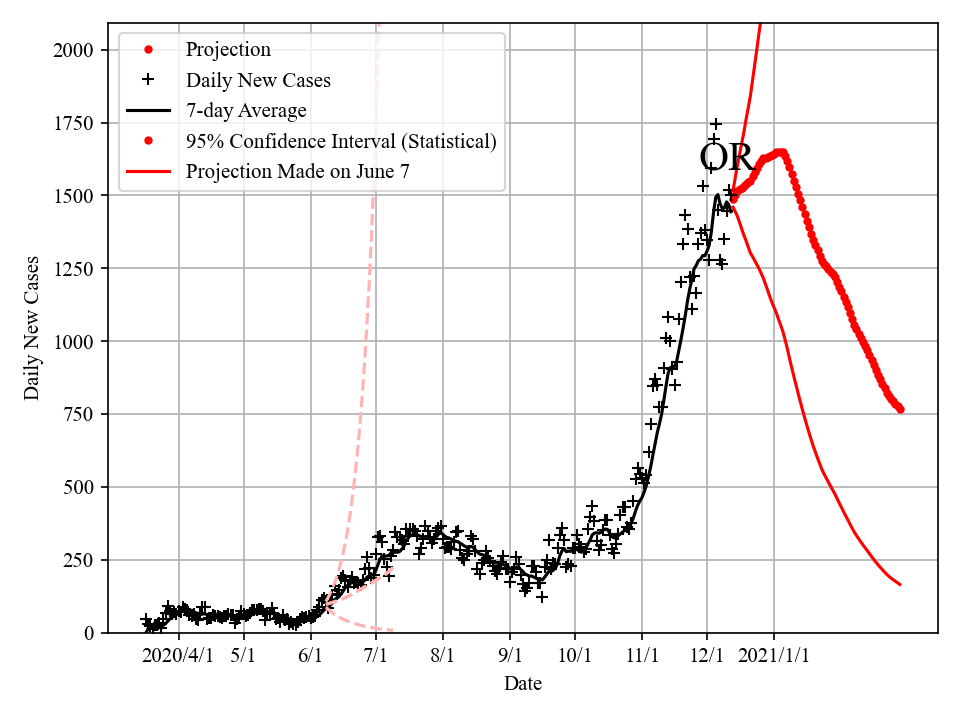 2000
1750
1500
1250
1000
750
500
250
0
Daily New Cases
Projection
Daily New Cases
7-day Average
95% Confidence Interval (Statistical)
Projection Made on June 7
OR
2020/4/1 5/1 6/1 7/1 8/1 9/1 10/1 11/1 12/1 2021/1/1
Date